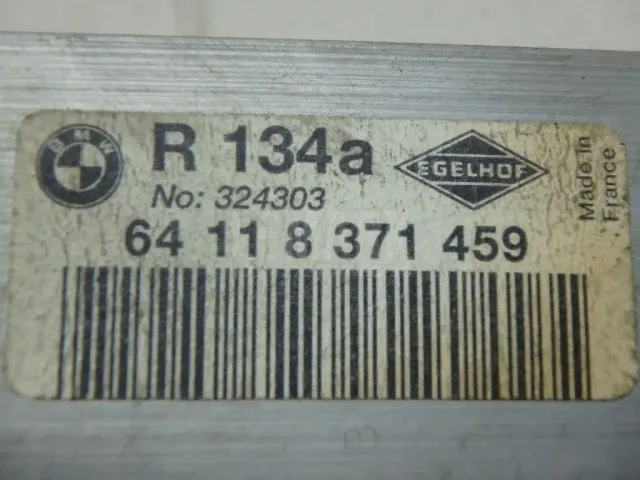 BMW
R 134a
EGELHOF
No: 324303
64 11 8 371 459
Made in
France